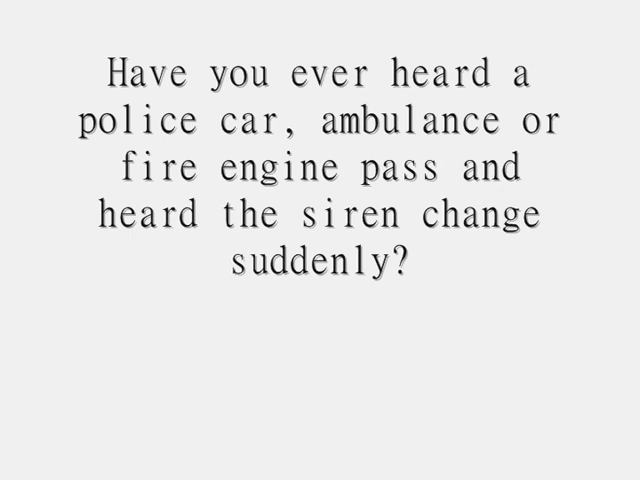 Have you ever heard a
police car, ambulance or
fire engine pass and
heard the siren change
suddenly?